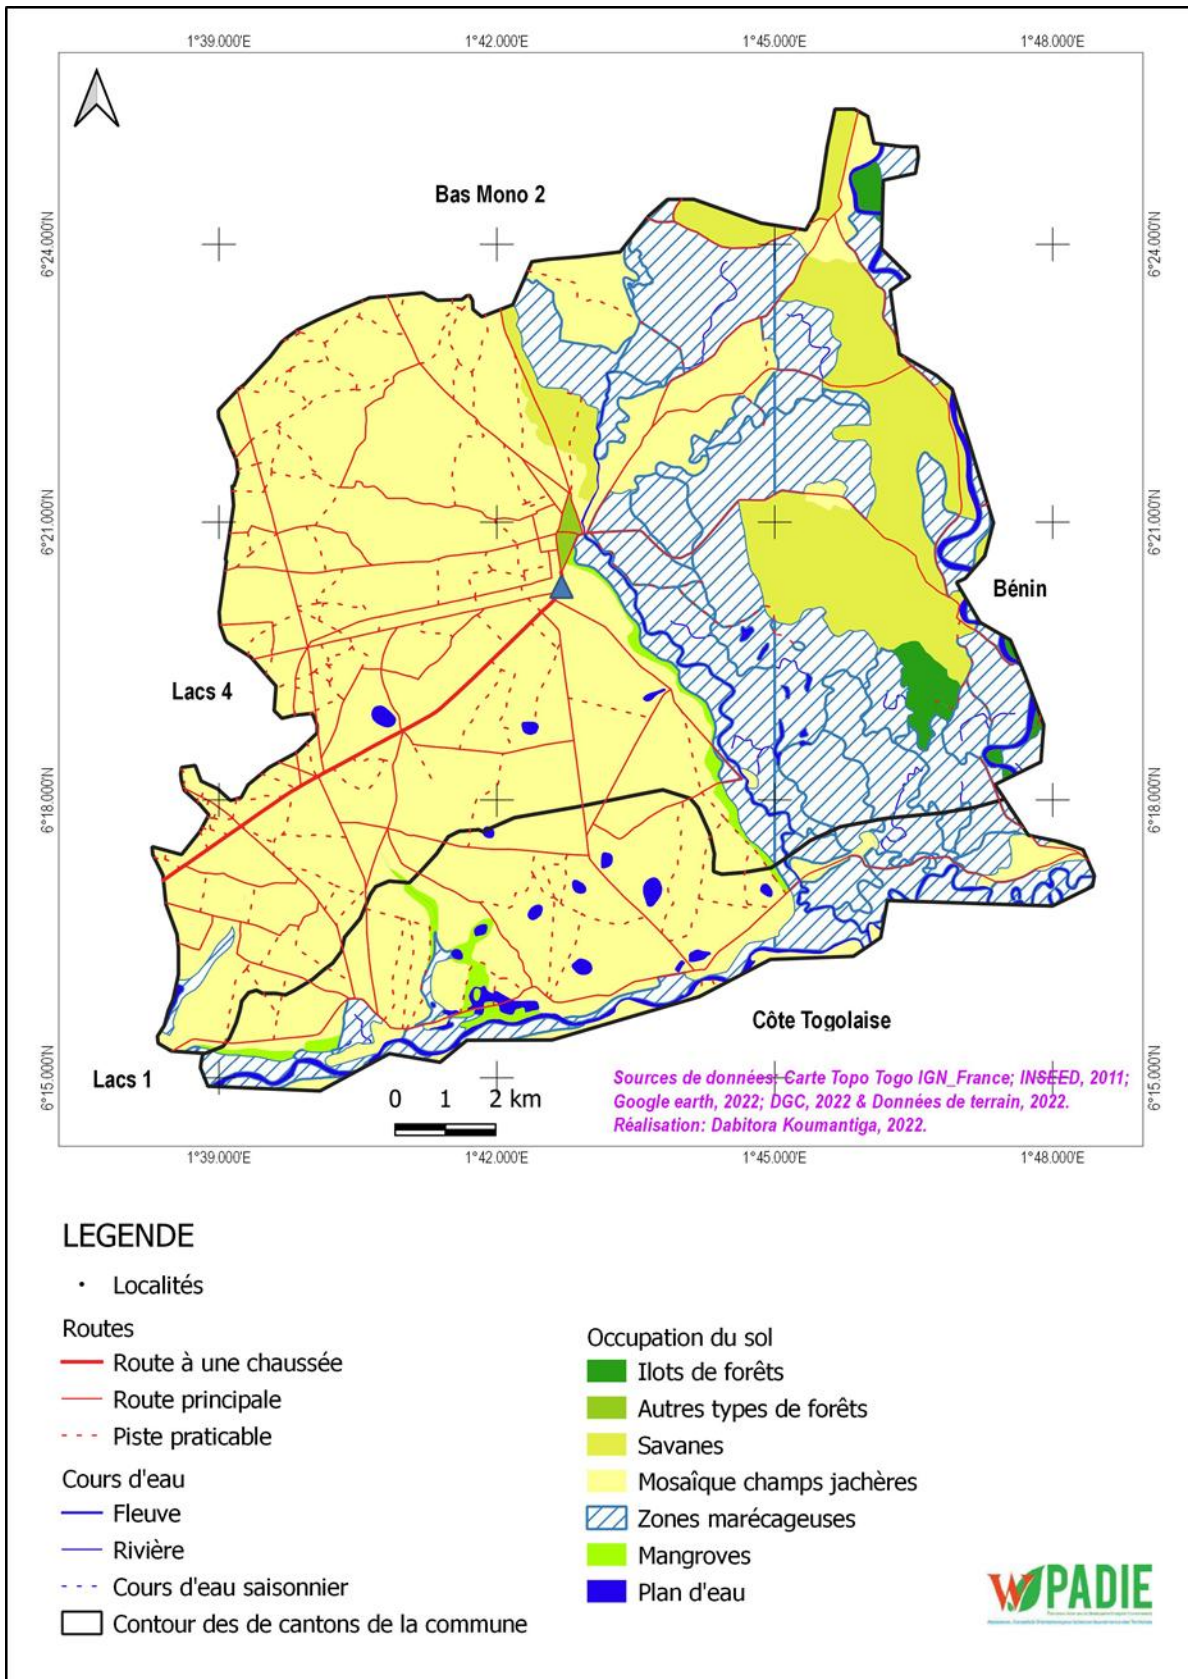 1°39.000'E 1°42.000'E 1°45.000'E 1°48.000'E
Bas Mono 2
6°24.000'N 6°24.000'N
6°21.000'N 6°21.000'N
Bénin
Lacs 4
6°18.000'N 6°18.000'N
Côte Togolaise
Lacs 1
6°15.000'N 6°15.000'N
Sources de données: Carte Topo Togo IGN_France; INSEED, 2011;
Google earth, 2022; DGC, 2022 & Données de terrain, 2022.
Réalisation: Dabitora Koumantiga, 2022.
0 1 2 km
1°39.000'E 1°42.000'E 1°45.000'E 1°48.000'E
LEGENDE
Localités
Routes
Route à une chaussée
Route principale
Piste praticable
Cours d'eau
Fleuve
Rivière
Cours d'eau saisonnier
Contour des de cantons de la commune
Occupation du sol
Ilots de forêts
Autres types de forêts
Savanes
Mosaîque champs jachères
Zones marécageuses
Mangroves
Plan d'eau
PADIE